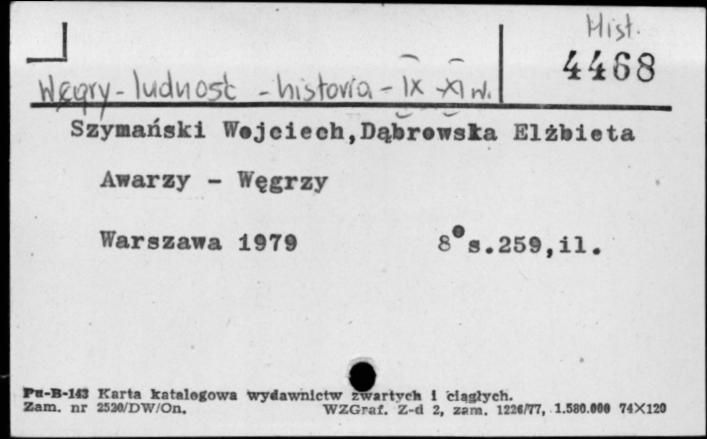 Hist.
4468
Węgry - ludność - historia - IX - XI w.
Szymański Wojciech, Dąbrowska Elżbieta
Awarzy - Węgrzy
Warszawa 1979 8° s.259, il.
Pu-B-143 Karta katalogowa wydawnictw zwartych i ciągłych.
Zam. nr 2520/DW/On. WZGraf. Z-d 2, zam. 1226/77, 1.580.000 74×120